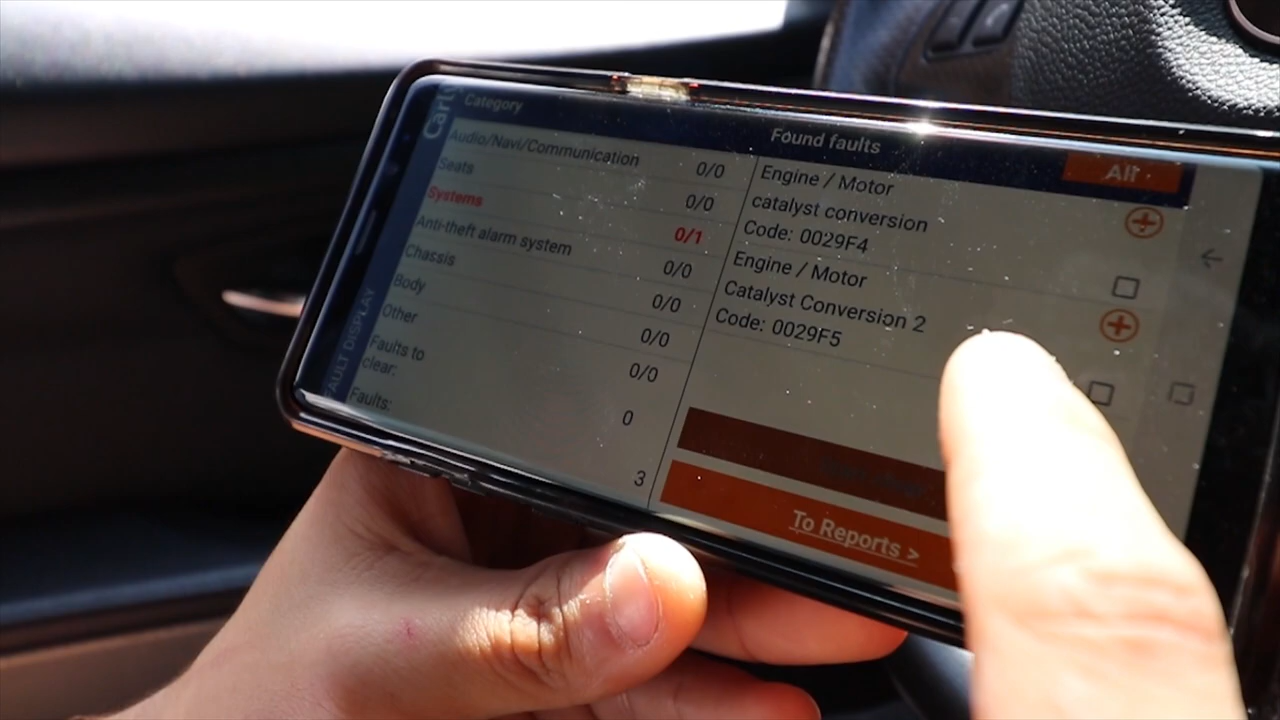 Carly
Category
Found faults
All
FAULT DISPLAY
Audio/Navi/Communication 0/0
Seats 0/0
Systems 0/1
Anti-theft alarm system 0/0
Chassis 0/0
Body 0/0
Other 0/0
Faults to
clear: 0
Faults: 3
Engine / Motor
catalyst conversion
Code: 0029F4
Engine / Motor
Catalyst Conversion 2
Code: 0029F5
To Reports >